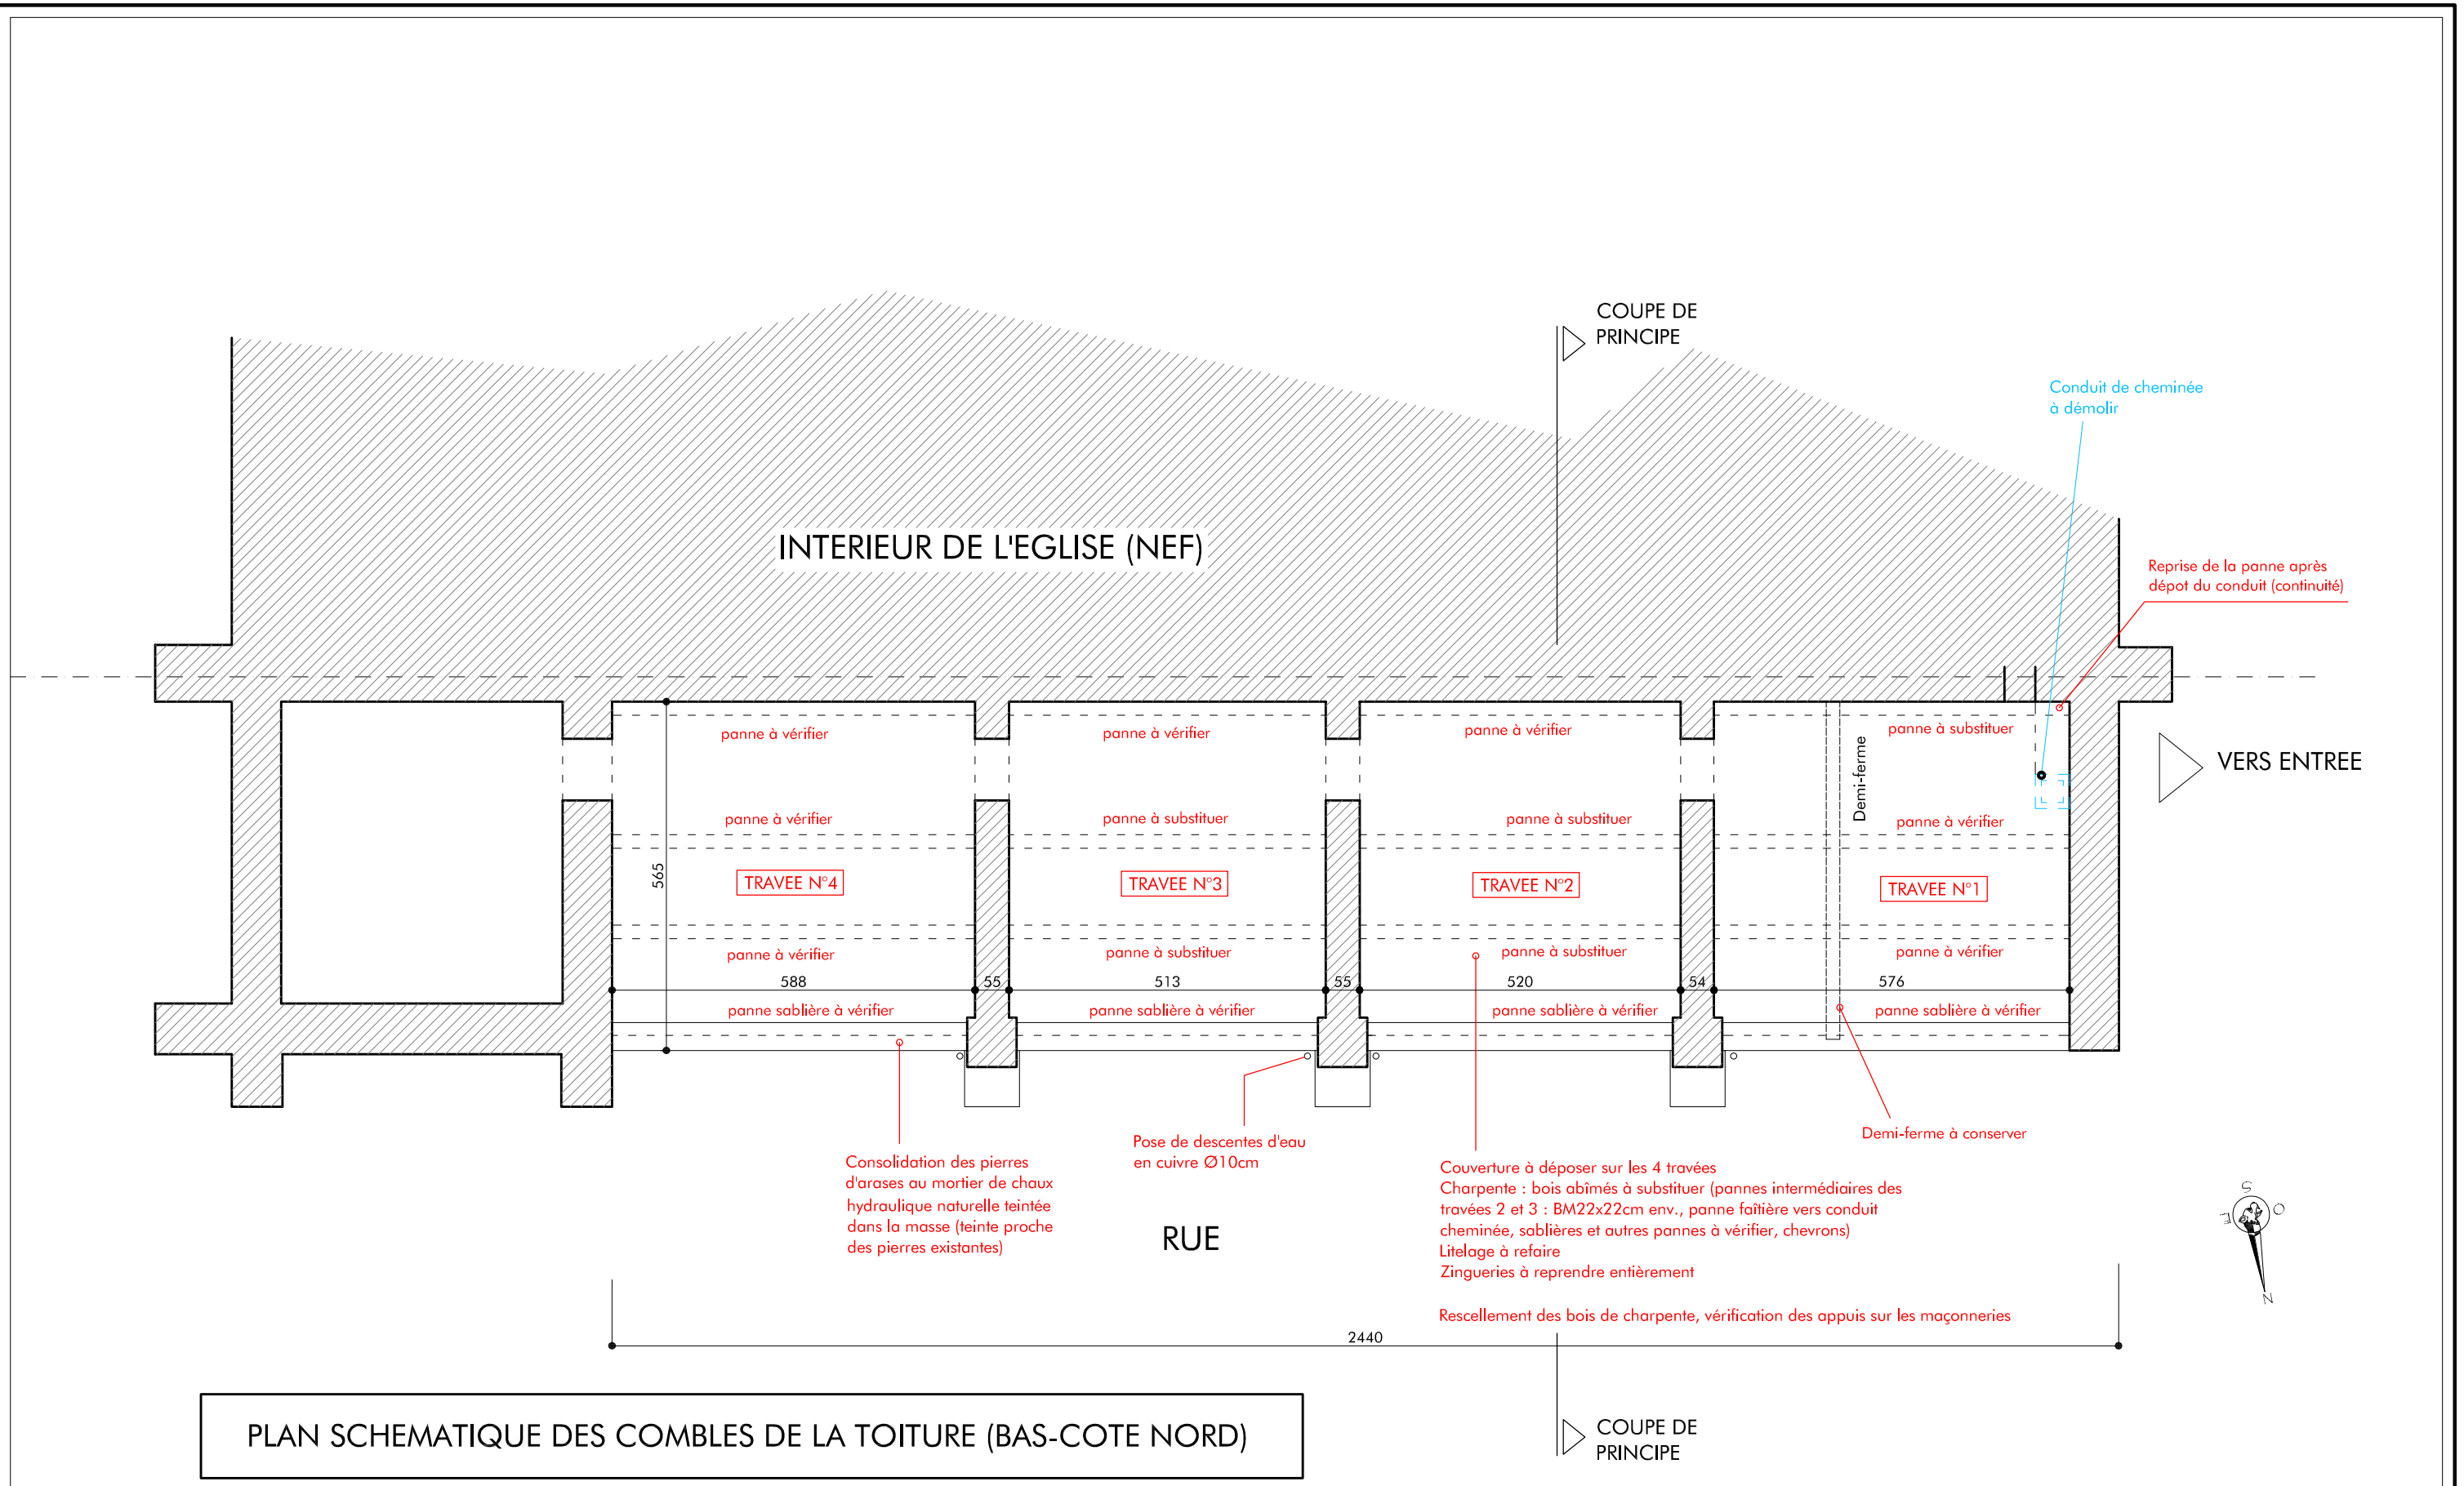 COUPE DE
PRINCIPE
Conduit de cheminée
à démolir
INTERIEUR DE L'EGLISE (NEF)
Reprise de la panne après
dépot du conduit (continuité)
panne à vérifier
panne à vérifier
panne à vérifier
panne à substituer
Demi-ferme
VERS ENTREE
panne à vérifier
panne à substituer
panne à substituer
panne à vérifier
565
TRAVEE N°4
TRAVEE N°3
TRAVEE N°2
TRAVEE N°1
panne à vérifier
panne à substituer
panne à substituer
panne à vérifier
588
55
513
55
520
54
576
panne sablière à vérifier
panne sablière à vérifier
panne sablière à vérifier
panne sablière à vérifier
Consolidation des pierres
d'arases au mortier de chaux
hydraulique naturelle teintée
dans la masse (teinte proche
des pierres existantes)
Pose de descentes d'eau
en cuivre Ø10cm
RUE
Demi-ferme à conserver
Couverture à déposer sur les 4 travées
Charpente : bois abîmés à substituer (pannes intermédiaires des
travées 2 et 3 : BM22x22cm env., panne faîtière vers conduit
cheminée, sablières et autres pannes à vérifier, chevrons)
Litelage à refaire
Zingueries à reprendre entièrement
Rescellement des bois de charpente, vérification des appuis sur les maçonneries
S
E
O
N
2440
PLAN SCHEMATIQUE DES COMBLES DE LA TOITURE (BAS-COTE NORD)
COUPE DE
PRINCIPE